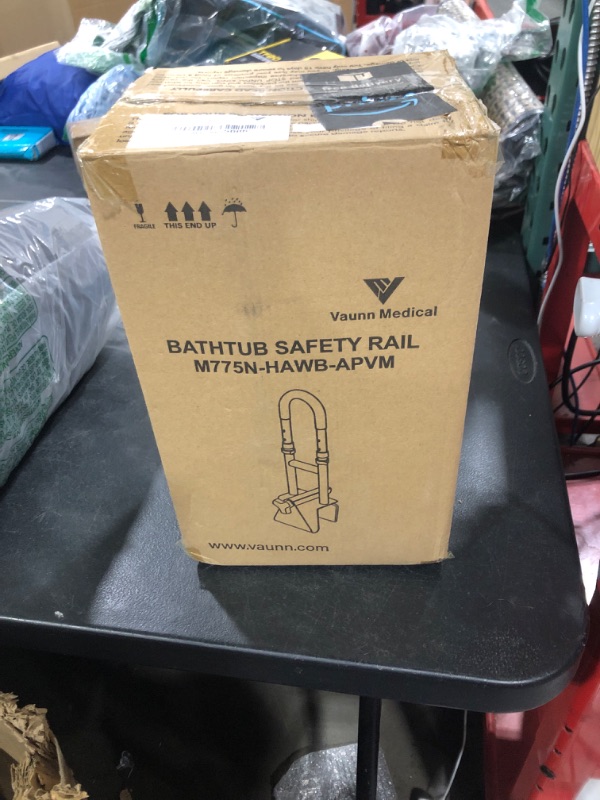 FRAGILE
THIS END UP
Vaunn Medical
BATHTUB SAFETY RAIL
M775N-HAWB-APVM
www.vaunn.com